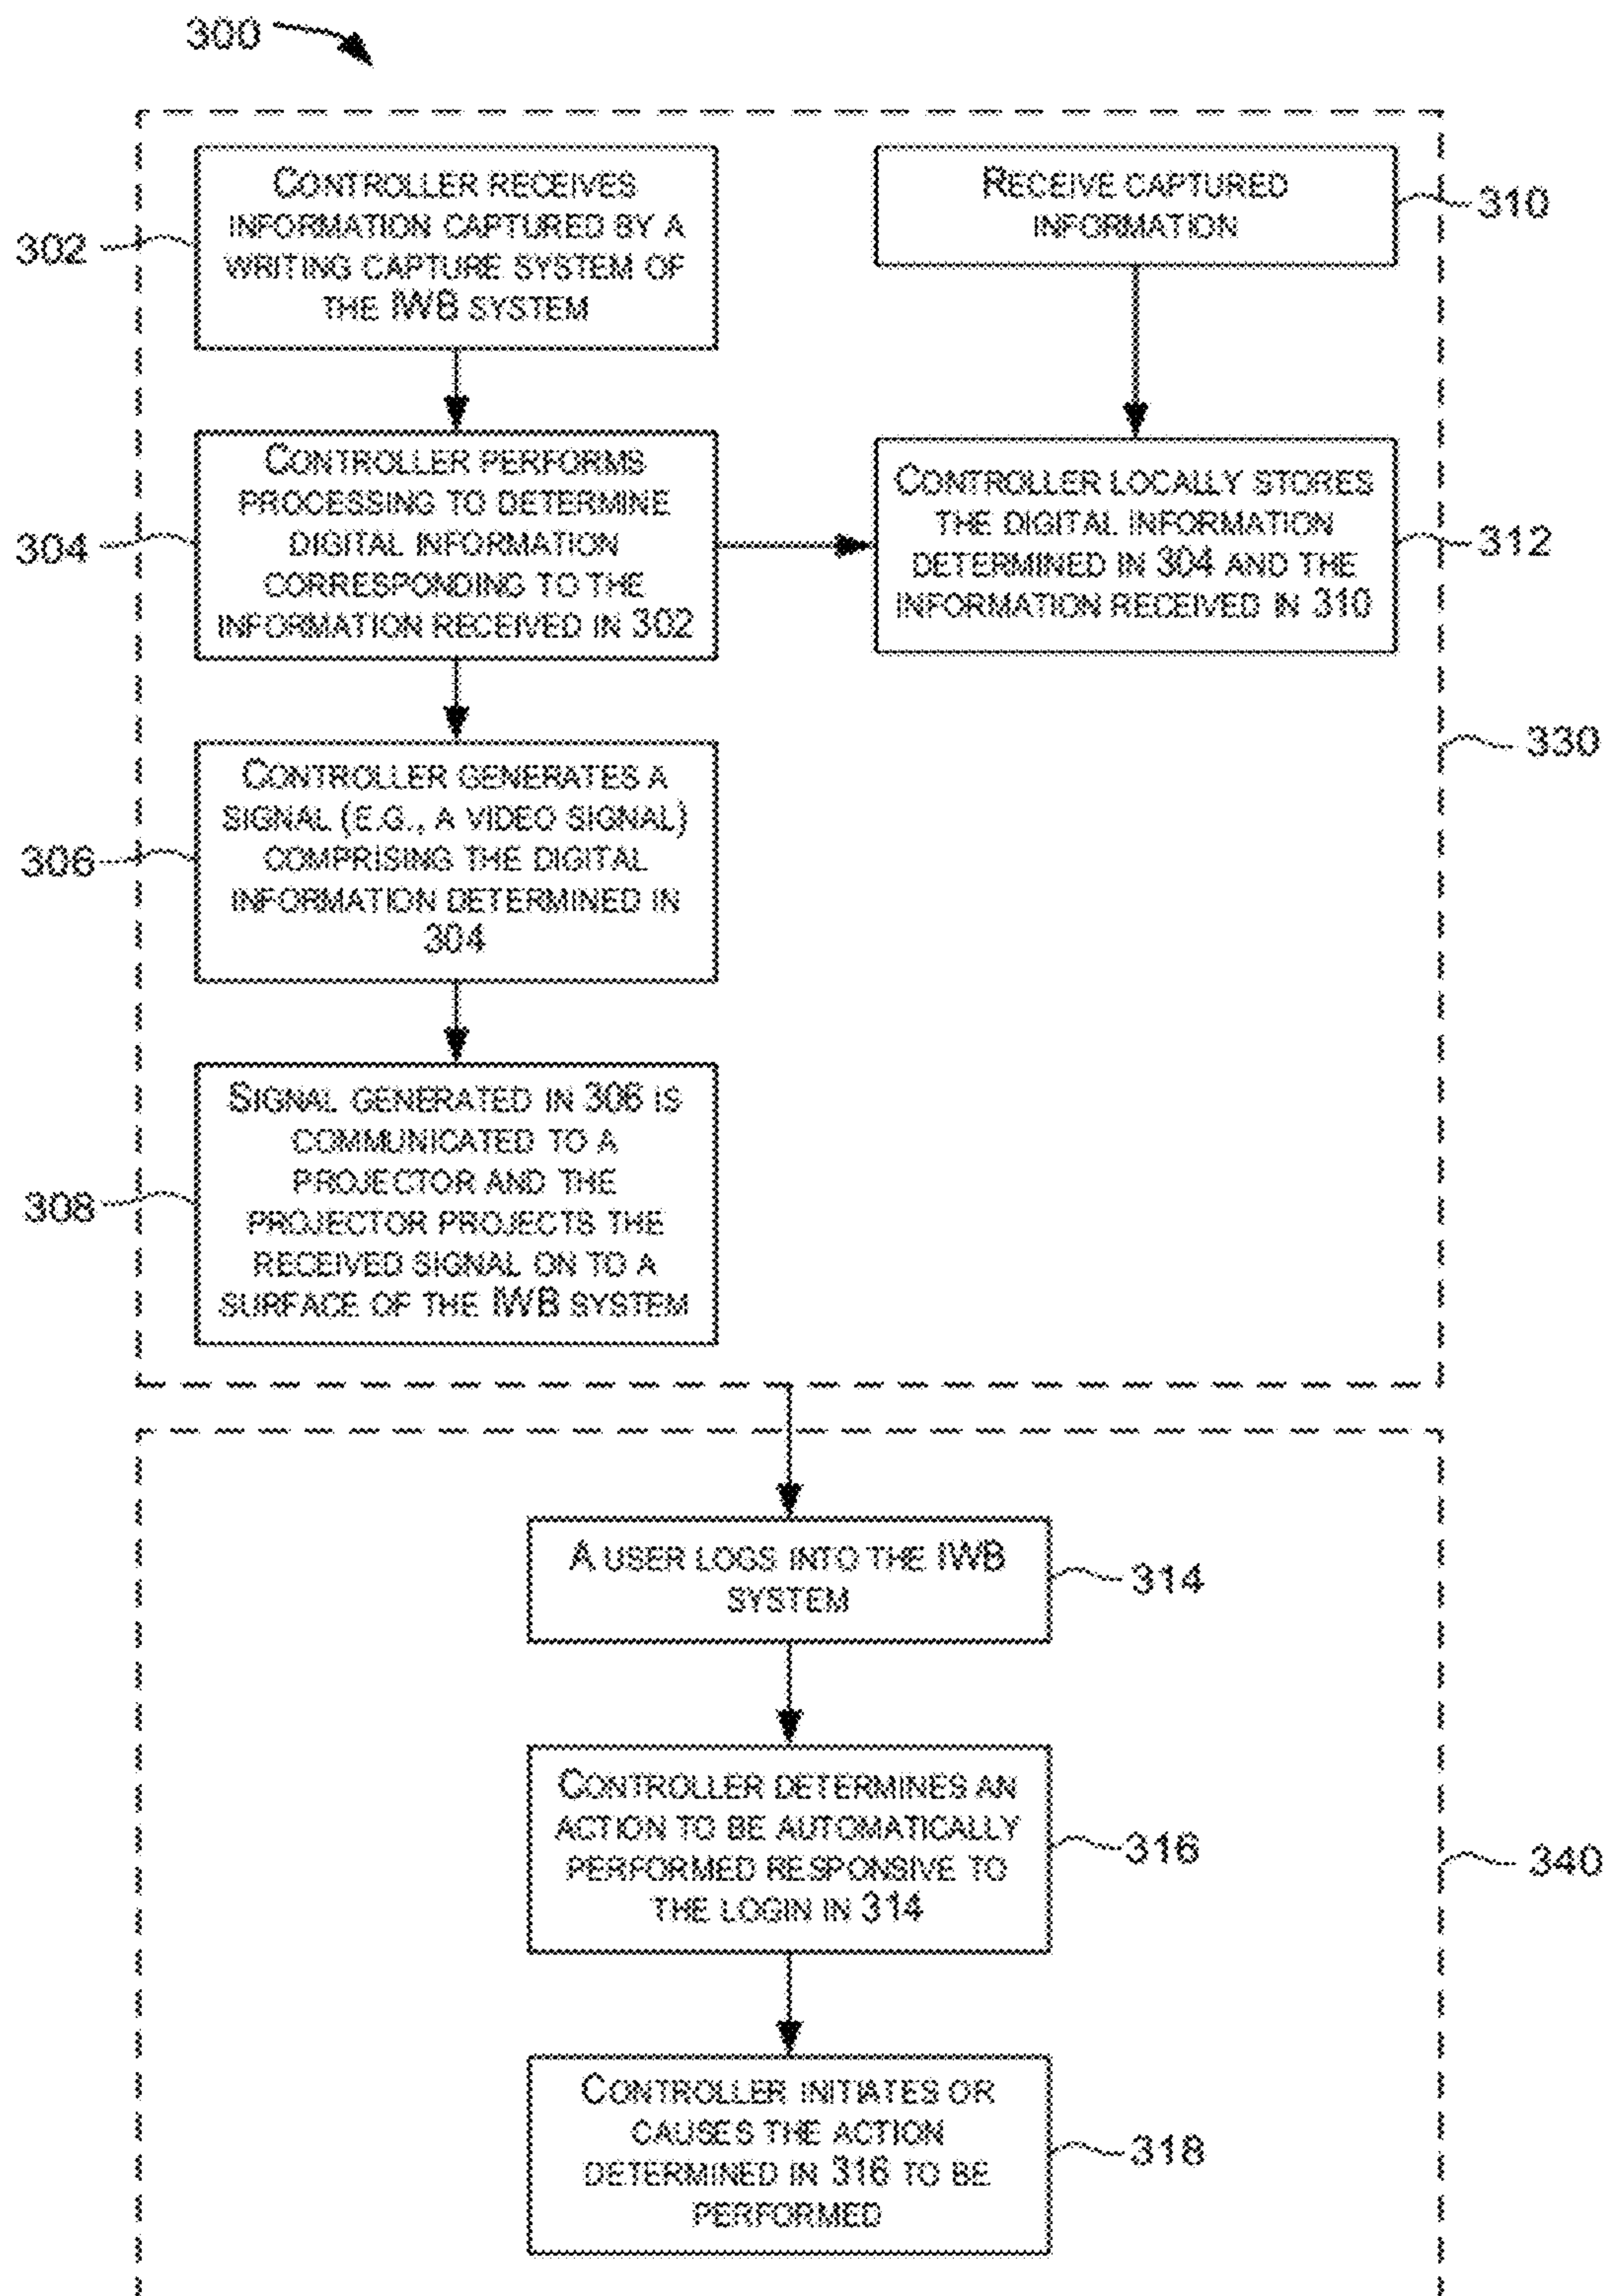 300
CONTROLLER RECEIVES
INFORMATION CAPTURED BY A
WRITING CAPTURE SYSTEM OF
THE IWB SYSTEM
302
RECEIVE CAPTURED
INFORMATION
310
CONTROLLER PERFORMS
PROCESSING TO DETERMINE
DIGITAL INFORMATION
CORRESPONDING TO THE
INFORMATION RECEIVED IN 302
304
CONTROLLER LOCALLY STORES
THE DIGITAL INFORMATION
DETERMINED IN 304 AND THE
INFORMATION RECEIVED IN 310
312
330
CONTROLLER GENERATES A
SIGNAL (E.G., A VIDEO SIGNAL)
COMPRISING THE DIGITAL
INFORMATION DETERMINED IN
304
306
SIGNAL GENERATED IN 306 IS
COMMUNICATED TO A
PROJECTOR AND THE
PROJECTOR PROJECTS THE
RECEIVED SIGNAL ON TO A
SURFACE OF THE IWB SYSTEM
308
A USER LOGS INTO THE IWB
SYSTEM
314
CONTROLLER DETERMINES AN
ACTION TO BE AUTOMATICALLY
PERFORMED RESPONSIVE TO
THE LOGIN IN 314
316
340
CONTROLLER INITIATES OR
CAUSES THE ACTION
DETERMINED IN 316 TO BE
PERFORMED
318